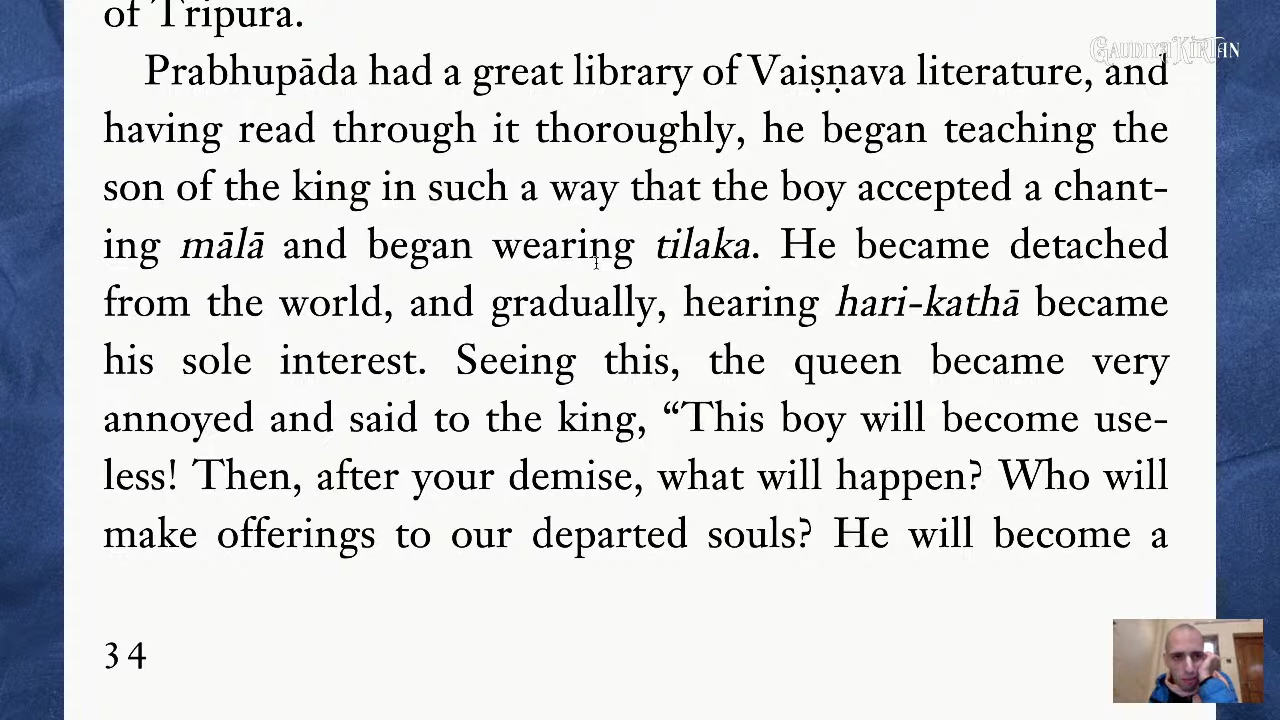 of Tripura.
GAUDIYA KIRTAN
Prabhupāda had a great library of Vaiṣṇava literature, and
having read through it thoroughly, he began teaching the
son of the king in such a way that the boy accepted a chant-
ing mālā and began wearing tilaka. He became detached
from the world, and gradually, hearing hari-kathā became
his sole interest. Seeing this, the queen became very
annoyed and said to the king, “This boy will become use-
less! Then, after your demise, what will happen? Who will
make offerings to our departed souls? He will become a
34